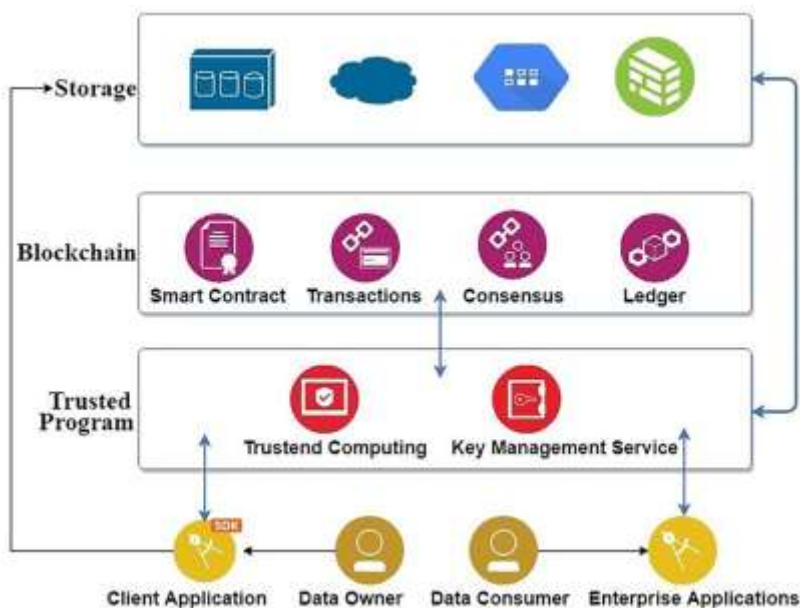 Storage
Blockchain
Smart Contract
Transactions
Consensus
Ledger
Trusted
Program
Trustend Computing
Key Management Service
SDK
Client Application
Data Owner
Data Consumer
Enterprise Applications